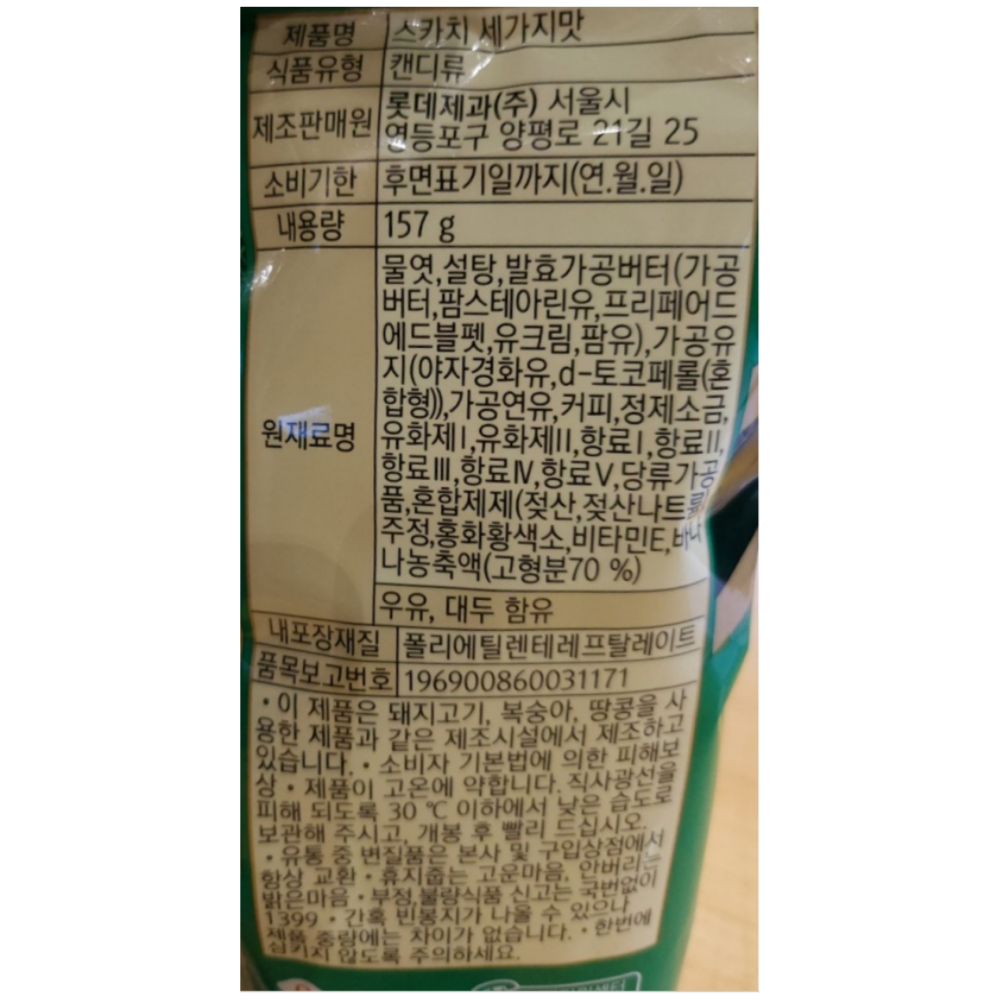 제품명 스카치 세가지맛
식품유형 캔디류
제조판매원 롯데제과(주) 서울시
영등포구 양평로 21길 25
소비기한 후면표기일까지(연.월.일)
내용량 157 g
원재료명
물엿,설탕,발효가공버터(가공
버터,팜스테아린유,프리페어드
에드블펫,유크림,팜유),가공유
지(야자경화유,d-토코페롤(혼
합형)),가공연유,커피,정제소금,
유화제I,유화제II,향료I,향료II,
향료III,향료IV,향료V,당류가공
품,혼합제제(젖산,젖산나트륨
주정,홍화황색소,비타민E,바나
나농축액(고형분70 %)
우유, 대두 함유
내포장재질 폴리에틸렌테레프탈레이트
품목보고번호 196900860031171
•이 제품은 돼지고기, 복숭아, 땅콩을 사
용한 제품과 같은 제조시설에서 제조하고
있습니다. • 소비자 기본법에 의한 피해보
상 • 제품이 고온에 약합니다. 직사광선을
피해 되도록 30 ℃ 이하에서 낮은 습도로
보관해 주시고, 개봉 후 빨리 드십시오.
• 유통 중 변질품은 본사 및 구입상점에서
항상 교환 • 휴지줍는 고운마음, 안버리는
밝은마음 • 부정,불량식품 신고는 국번없이
1399 • 간혹 빈봉지가 나올 수 있으나
제품 중량에는 차이가 없습니다. • 한번에
삼키지 않도록 주의하세요.